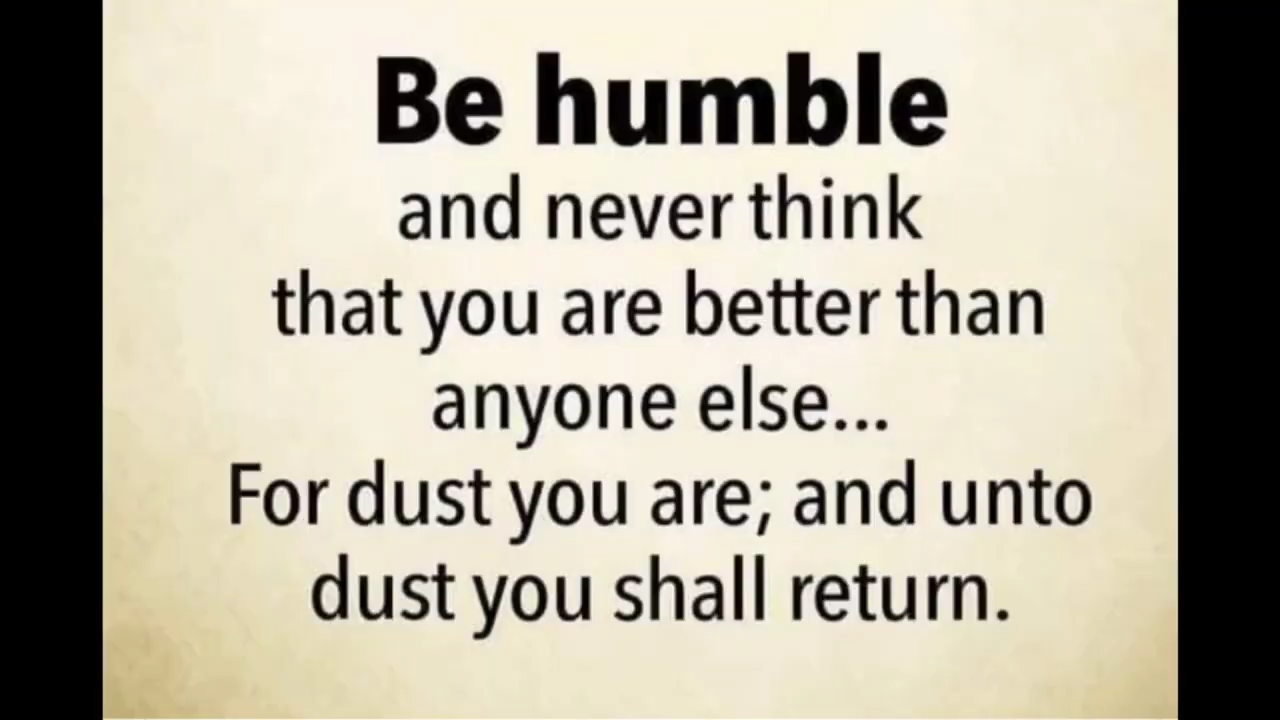 Be humble
and never think
that you are better than
anyone else...
For dust you are; and unto
dust you shall return.